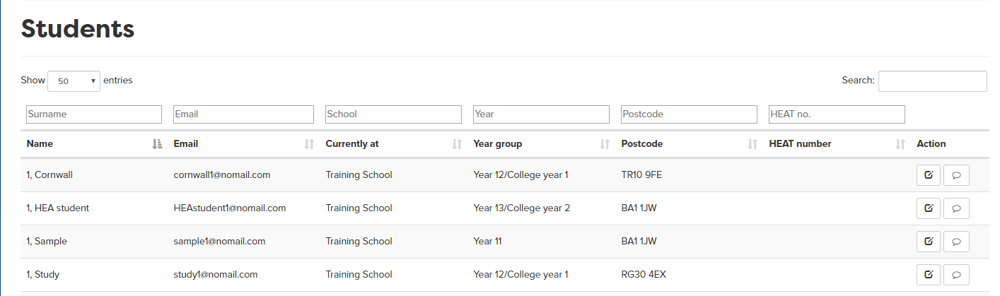 Students
Show 50 entries Search:
Surname Email School Year Postcode HEAT no.
Name Email Currently at Year group Postcode HEAT number Action
1, Cornwall cornwall1@nomail.com Training School Year 12/College year 1 TR10 9FE
1, HEA student HEAstudent1@nomail.com Training School Year 13/College year 2 BA1 1JW
1, Sample sample1@nomail.com Training School Year 11 BA1 1JW
1, Study study1@nomail.com Training School Year 12/College year 1 RG30 4EX